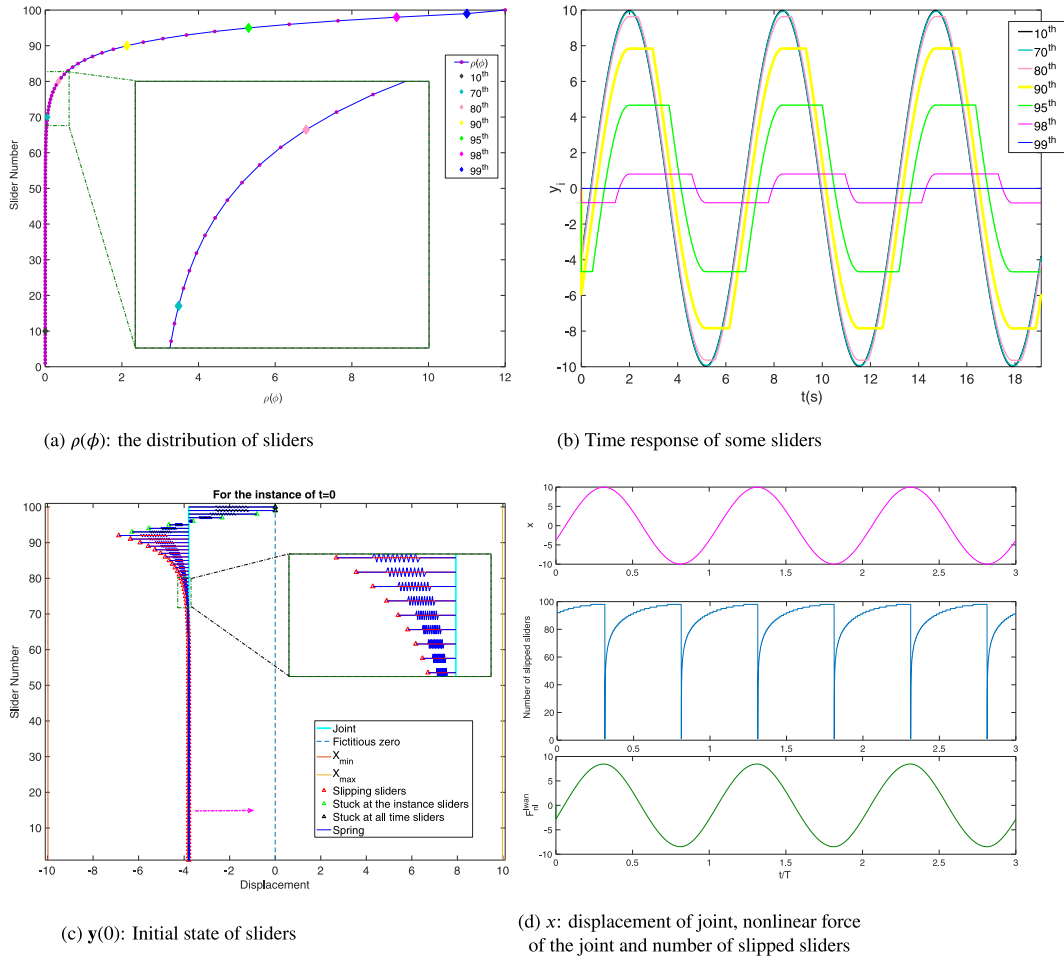 100
90
80
70
60
50
40
30
20
10
0
Slider Number
0 2 4 6 8 10 12
ρ(ϕ)
ρ(ϕ)
10th
70th
80th
90th
95th
98th
99th
(a) ρ(ϕ): the distribution of sliders
10
8
6
4
2
0
-2
-4
-6
-8
-10
y_i
0 2 4 6 8 10 12 14 16 18
t(s)
10th
70th
80th
90th
95th
98th
99th
(b) Time response of some sliders
For the instance of t=0
100
90
80
70
60
50
40
30
20
10
Slider Number
-10 -8 -6 -4 -2 0 2 4 6 8 10
Displacement
Joint
Fictitious zero
X_min
X_max
Slipping sliders
Stuck at the instance sliders
Stuck at all time sliders
Spring
(c) y(0): Initial state of sliders
10
5
0
-5
-10
x
0 0.5 1 1.5 2 2.5 3
100
80
60
40
20
0
Number of slipped sliders
0 0.5 1 1.5 2 2.5 3
10
5
0
-5
-10
F_nl^Iwan
0 0.5 1 1.5 2 2.5 3
t/T
(d) x: displacement of joint, nonlinear force
of the joint and number of slipped sliders